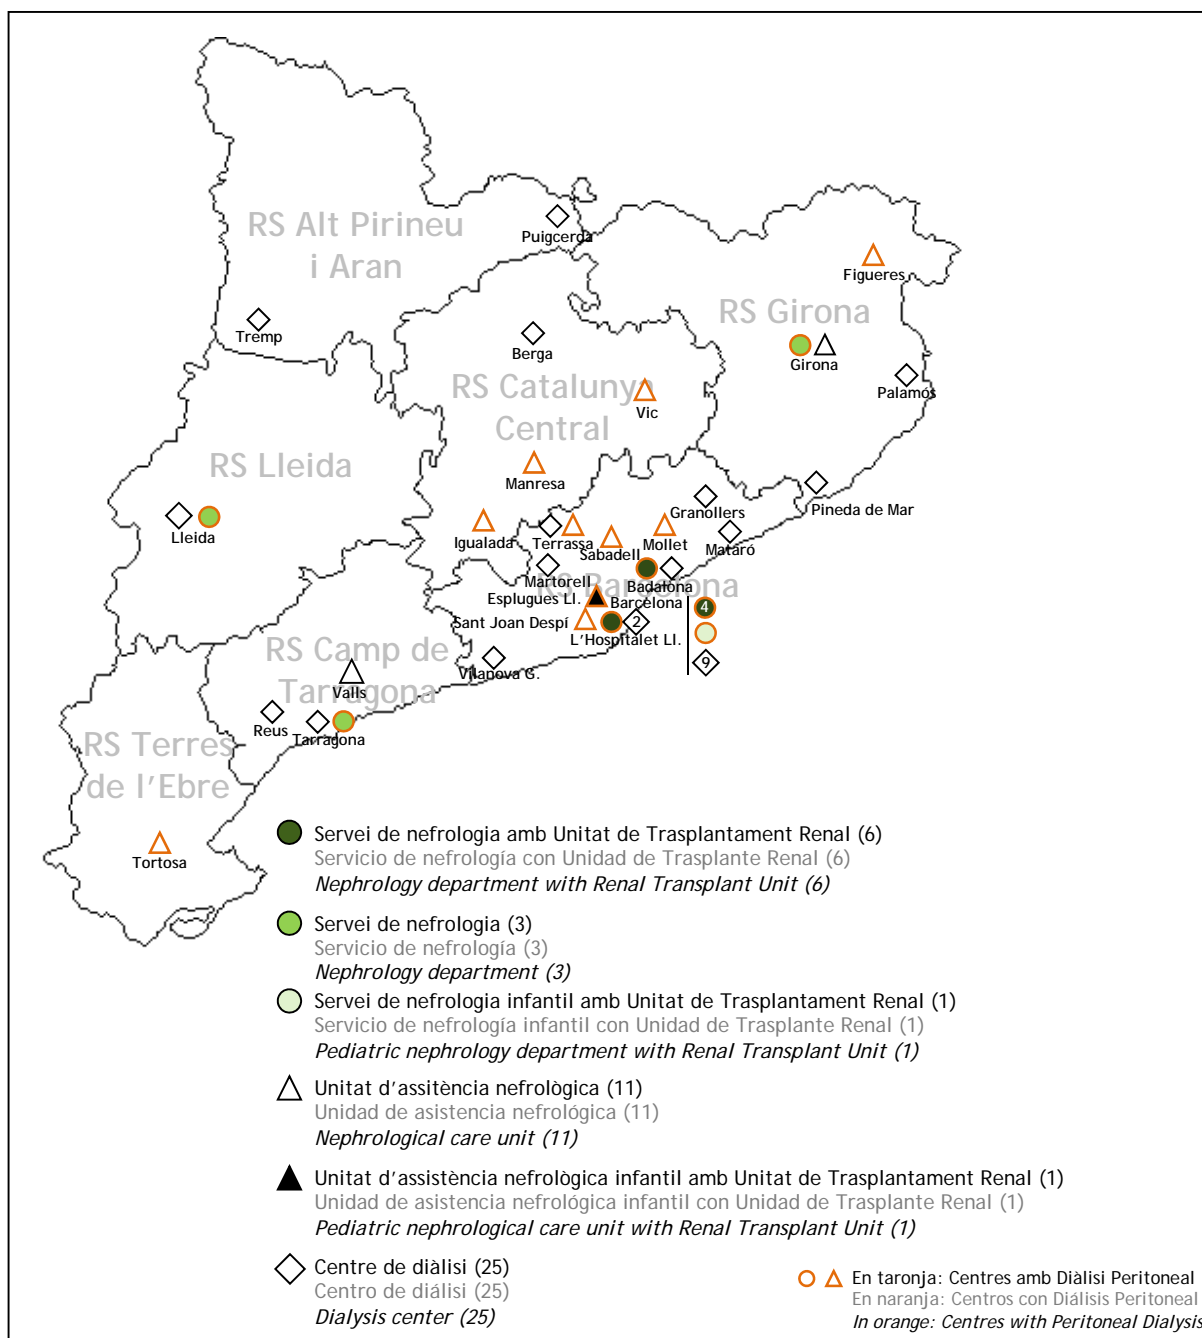 RS Alt Pirineu
i Aran
Puigcerda
Figueres
RS Girona
Tremp
Berga
Girona
RS Catalunya
Central
Palamós
Vic
RS Lleida
Manresa
Granollers
Pineda de Mar
Lleida
Igualada
Terrassa
Sabadell
Mollet
Mataró
Martorell
RS Barcelona
Badalona
Esplugues Ll.
Barcelona
4
Sant Joan Despí
2
L'Hospitalet Ll.
9
RS Camp de
Tarragona
Vilanova G.
Valls
Reus
Tarragona
RS Terres
de l'Ebre
Tortosa
Servei de nefrologia amb Unitat de Trasplantament Renal (6)
Servicio de nefrología con Unidad de Trasplante Renal (6)
Nephrology department with Renal Transplant Unit (6)
Servei de nefrologia (3)
Servicio de nefrología (3)
Nephrology department (3)
Servei de nefrologia infantil amb Unitat de Trasplantament Renal (1)
Servicio de nefrología infantil con Unidad de Trasplante Renal (1)
Pediatric nephrology department with Renal Transplant Unit (1)
Unitat d'assitència nefrològica (11)
Unidad de asistencia nefrológica (11)
Nephrological care unit (11)
Unitat d'assistència nefrològica infantil amb Unitat de Trasplantament Renal (1)
Unidad de asistencia nefrológica infantil con Unidad de Trasplante Renal (1)
Pediatric nephrological care unit with Renal Transplant Unit (1)
Centre de diàlisi (25)
Centro de diálisi (25)
Dialysis center (25)
En taronja: Centres amb Diàlisi Peritoneal
En naranja: Centros con Diálisis Peritoneal
In orange: Centres with Peritoneal Dialysis